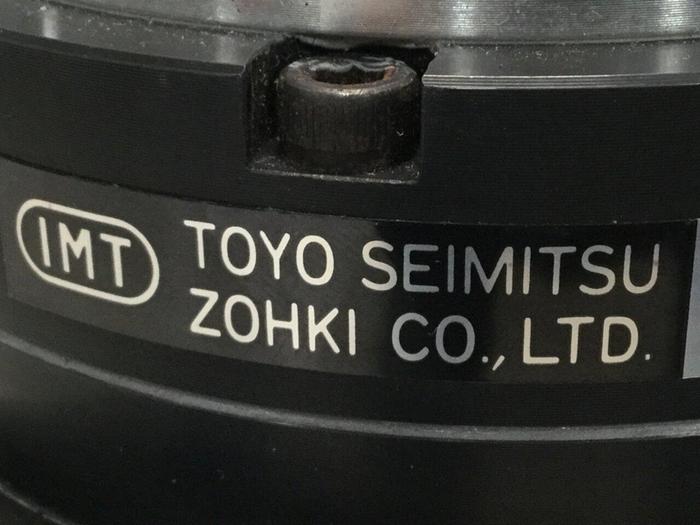 IMT
TOYO SEIMITSU
ZOHKI CO., LTD.